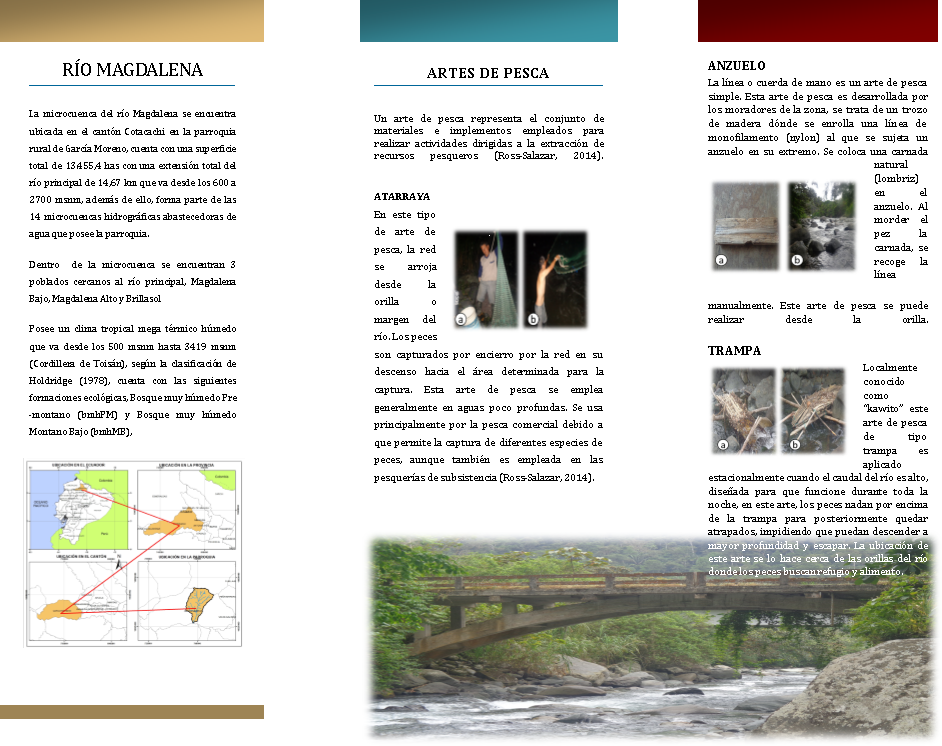 RÍO MAGDALENA
La microcuenca del río Magdalena se encuentra
ubicada en el cantón Cotacachi en la parroquia
rural de García Moreno, cuenta con una superficie
total de 13455,4 has con una extensión total del
río principal de 14,67 km que va desde los 600 a
2700 msnm, además de ello, forma parte de las
14 microcuencas hidrográficas abastecedoras de
agua que posee la parroquia.
Dentro de la microcuenca se encuentran 3
poblados cercanos al río principal, Magdalena
Bajo, Magdalena Alto y Brillasol
Posee un clima tropical mega térmico húmedo
que va desde los 500 msnm hasta 3419 msnm
(Cordillera de Toisán), según la clasificación de
Holdridge (1978), cuenta con las siguientes
formaciones ecológicas, Bosque muy húmedo Pre
-montano (bmhPM) y Bosque muy húmedo
Montano Bajo (bmhMB),
UBICACIÓN EN EL ECUADOR
UBICACIÓN EN LA PROVINCIA
UBICACIÓN EN EL CANTÓN
UBICACIÓN EN LA PARROQUIA
ARTES DE PESCA
Un arte de pesca representa el conjunto de
materiales e implementos empleados para
realizar actividades dirigidas a la extracción de
recursos pesqueros (Ross-Salazar, 2014).
ATARRAYA
En este tipo
de arte de
pesca, la red
se arroja
desde la
orilla o
margen del
río. Los peces
a
b
son capturados por encierro por la red en su
descenso hacia el área determinada para la
captura. Esta arte de pesca se emplea
generalmente en aguas poco profundas. Se usa
principalmente por la pesca comercial debido a
que permite la captura de diferentes especies de
peces, aunque también es empleada en las
pesquerías de subsistencia (Ross-Salazar, 2014).
ANZUELO
La línea o cuerda de mano es un arte de pesca
simple. Esta arte de pesca es desarrollada por
los moradores de la zona, se trata de un trozo
de madera dónde se enrolla una línea de
monofilamento (nylon) al que se sujeta un
anzuelo en su extremo. Se coloca una carnada
natural
(lombriz)
en el
anzuelo. Al
morder el
pez la
carnada, se
recoge la
línea
a
b
manualmente. Este arte de pesca se puede
realizar desde la orilla.
TRAMPA
Localmente
conocido
como
“kawito” este
arte de pesca
de tipo
trampa es
aplicado
a
b
estacionalmente cuando el caudal del río es alto,
diseñada para que funcione durante toda la
noche, en este arte, los peces nadan por encima
de la trampa para posteriormente quedar
atrapados, impidiendo que puedan descender a
mayor profundidad y escapar. La ubicación de
este arte se lo hace cerca de las orillas del río
donde los peces buscan refugio y alimento.